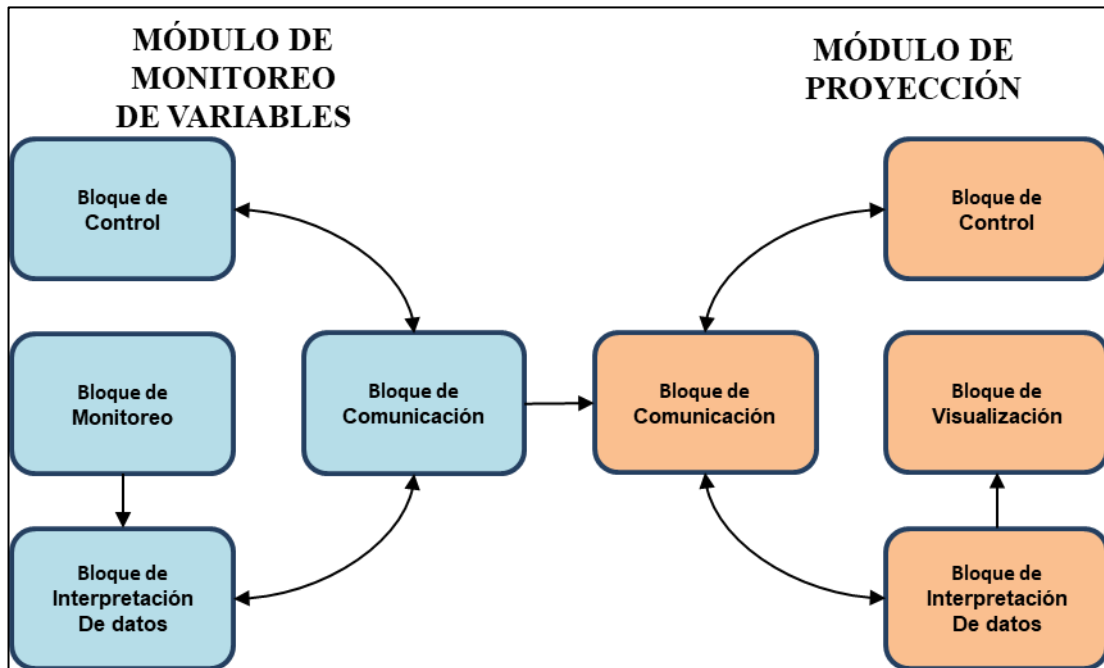 MÓDULO DE
MONITOREO
DE VARIABLES
MÓDULO DE
PROYECCIÓN
Bloque de
Control
Bloque de
Control
Bloque de
Monitoreo
Bloque de
Comunicación
Bloque de
Comunicación
Bloque de
Visualización
Bloque de
Interpretación
De datos
Bloque de
Interpretación
De datos